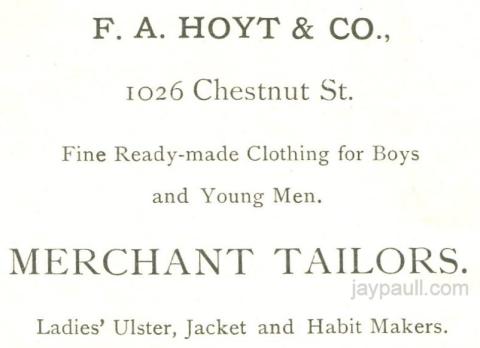 F. A. HOYT & CO.,
1026 Chestnut St.
Fine Ready-made Clothing for Boys
and Young Men.
MERCHANT TAILORS.
jaypaull.com
Ladies' Ulster, Jacket and Habit Makers.